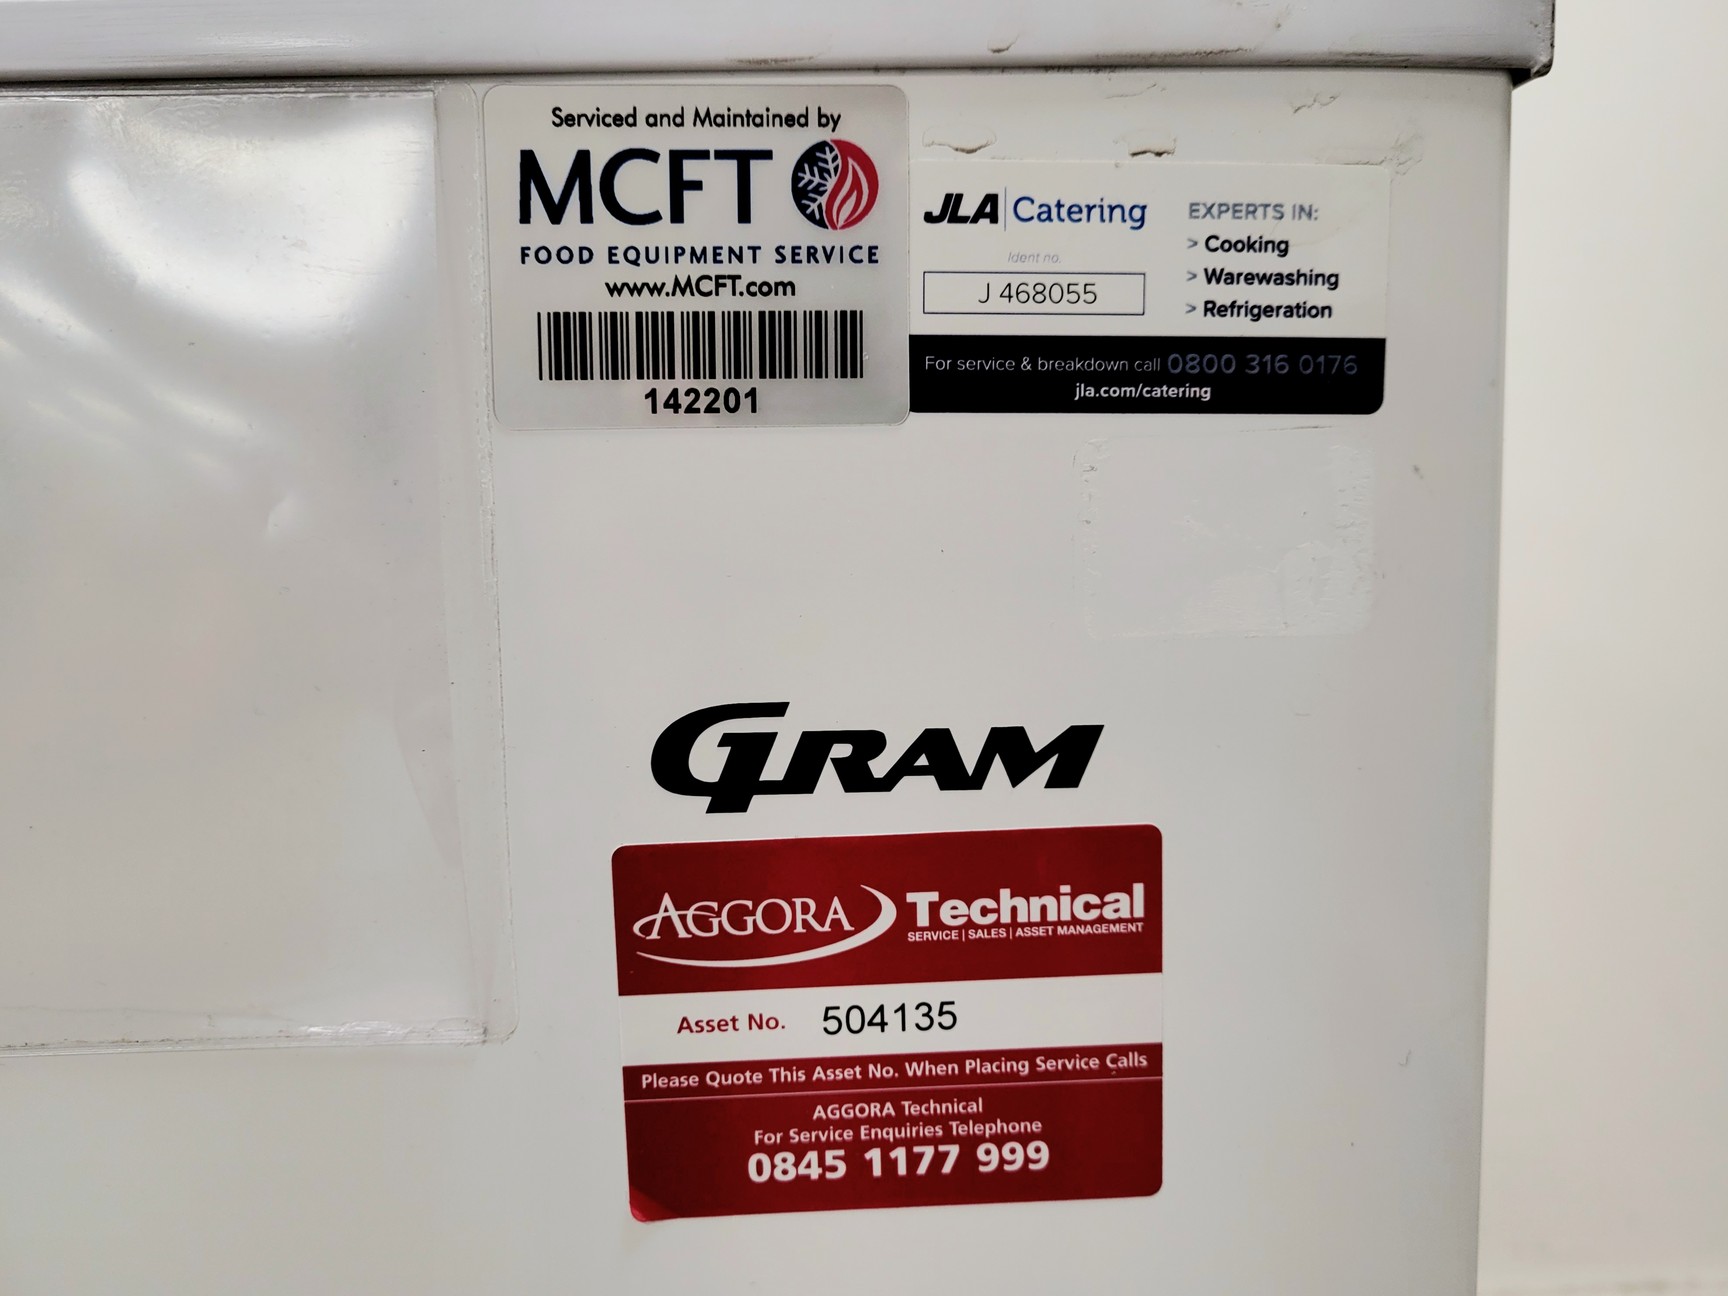 Serviced and Maintained by
MCFT
FOOD EQUIPMENT SERVICE
www.MCFT.com
142201
JLA Catering
Ident no.
J 468055
EXPERTS IN:
> Cooking
> Warewashing
> Refrigeration
For service & breakdown call 0800 316 0176
jla.com/catering
GRAM
AGGORA Technical
SERVICE | SALES | ASSET MANAGEMENT
Asset No. 504135
Please Quote This Asset No. When Placing Service Calls
AGGORA Technical
For Service Enquiries Telephone
0845 1177 999